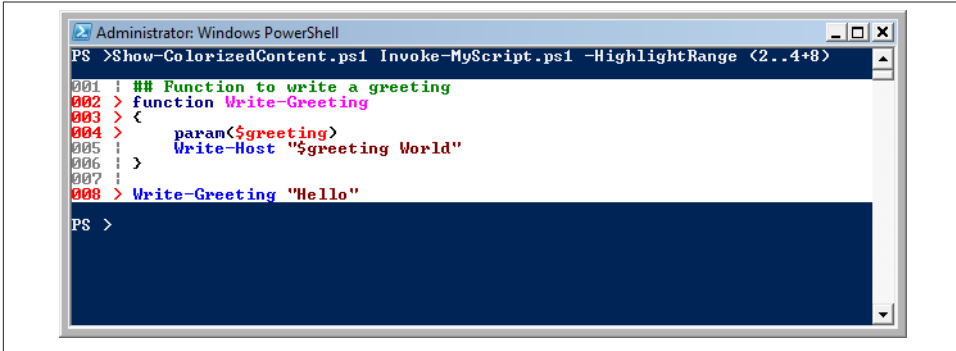 Administrator: Windows PowerShell
PS >Show-ColorizedContent.ps1 Invoke-MyScript.ps1 -HighlightRange (2..4+8)
001 | ## Function to write a greeting
002 > function Write-Greeting
003 > {
004 >     param($greeting)
005 |     Write-Host "$greeting World"
006 | }
007 |
008 > Write-Greeting "Hello"
PS >